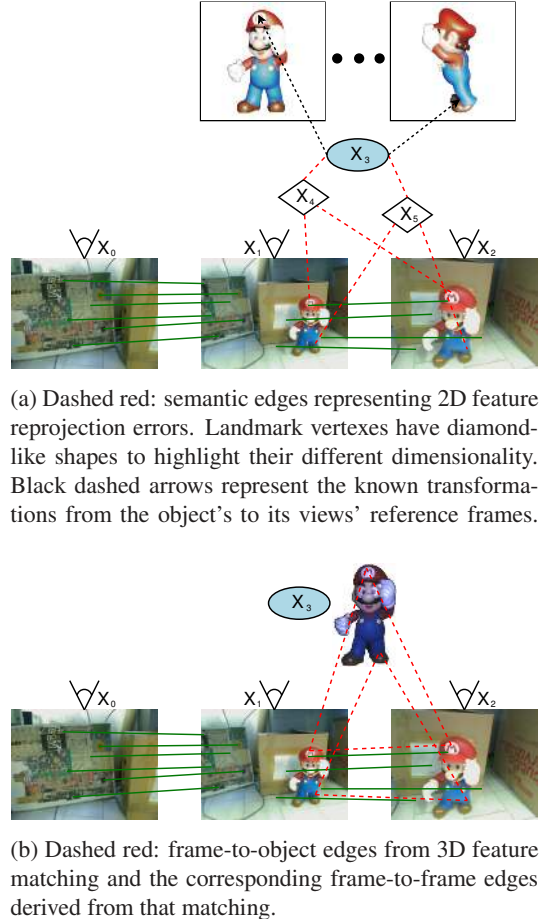 X3
X4
X5
X0
X1
X2
(a) Dashed red: semantic edges representing 2D feature
reprojection errors. Landmark vertexes have diamond-
like shapes to highlight their different dimensionality.
Black dashed arrows represent the known transforma-
tions from the object's to its views' reference frames.
X3
X0
X1
X2
(b) Dashed red: frame-to-object edges from 3D feature
matching and the corresponding frame-to-frame edges
derived from that matching.